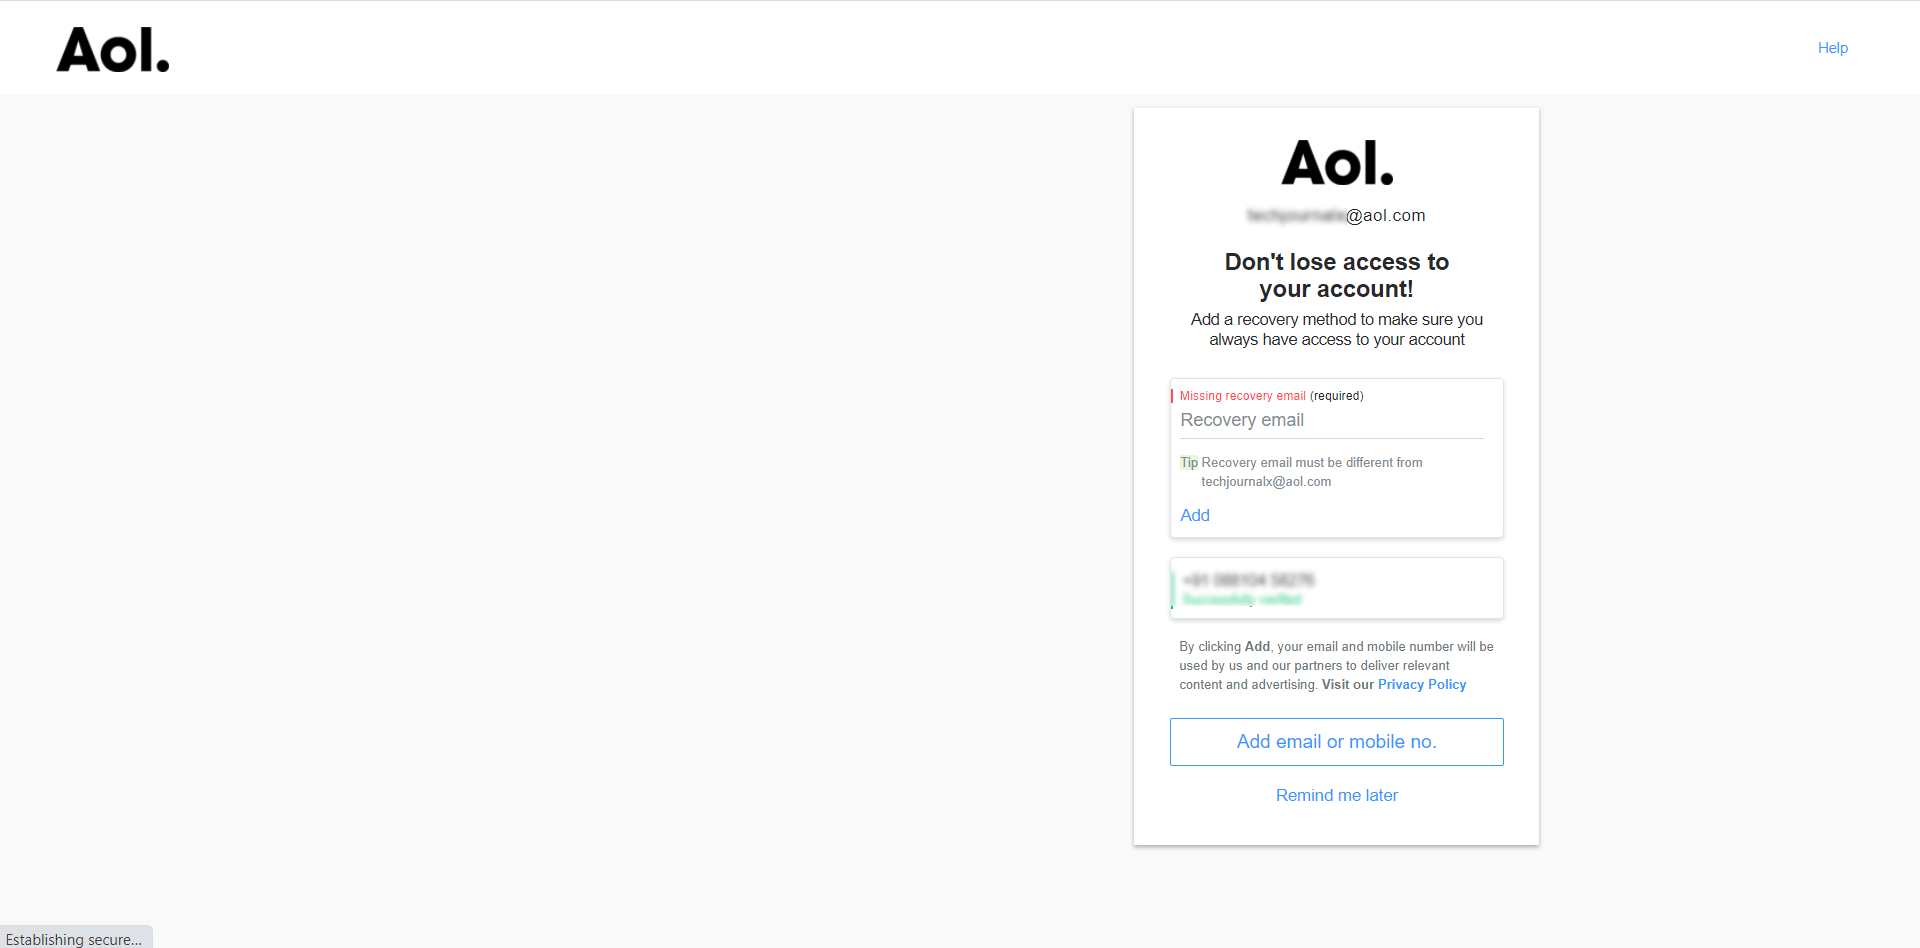 Aol.
Help
Aol.
@aol.com
Don't lose access to
your account!
Add a recovery method to make sure you
always have access to your account
Missing recovery email (required)
Recovery email
Tip Recovery email must be different from
techjournalx@aol.com
Add
Successfully verified
By clicking Add, your email and mobile number will be
used by us and our partners to deliver relevant
content and advertising. Visit our Privacy Policy
Add email or mobile no.
Remind me later
Establishing secure...